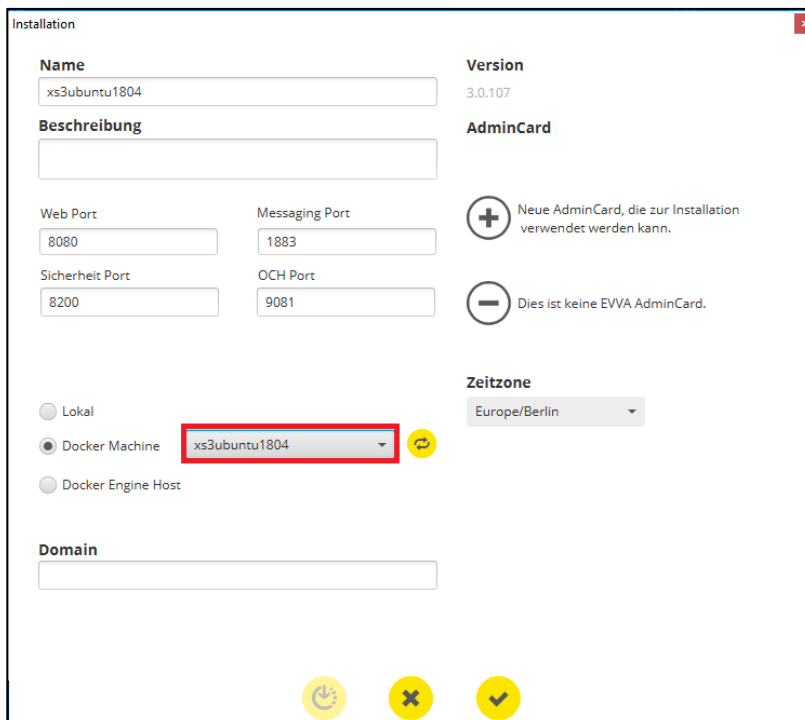 Installation
Name
xs3ubuntu1804
Beschreibung
Web Port
Messaging Port
8080
1883
Sicherheit Port
OCH Port
8200
9081
Lokal
Docker Machine
xs3ubuntu1804
Docker Engine Host
Domain
Version
3.0.107
AdminCard
Neue AdminCard, die zur Installation
verwendet werden kann.
Dies ist keine EVVA AdminCard.
Zeitzone
Europe/Berlin